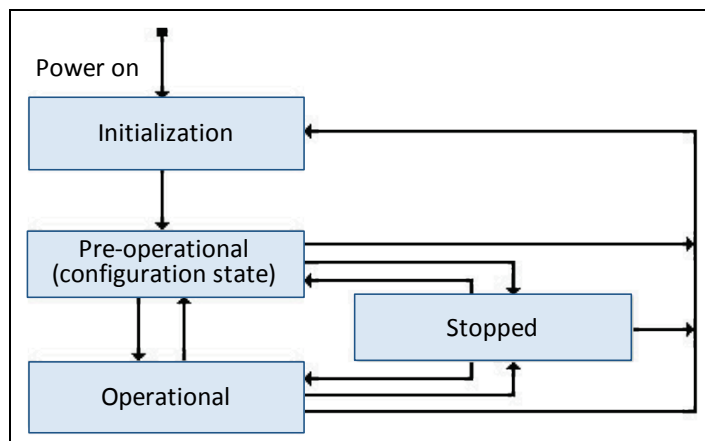 Power on
Initialization
Pre-operational
(configuration state)
Stopped
Operational